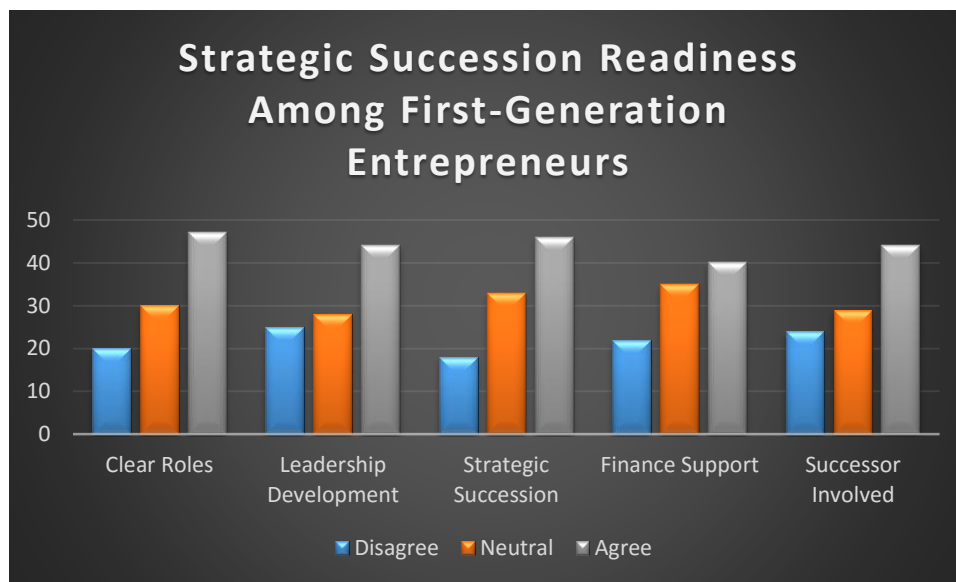 Strategic Succession Readiness
Among First-Generation
Entrepreneurs
50
40
30
20
10
0
Clear Roles
Leadership
Development
Strategic
Succession
Finance Support
Successor
Involved
Disagree Neutral Agree